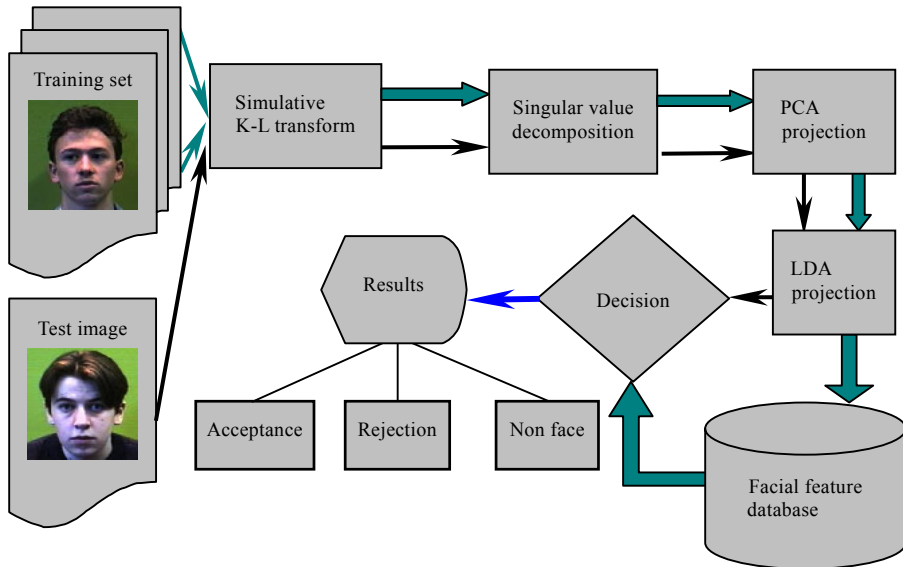 Training set
Simulative
K-L transform
Singular value
decomposition
PCA
projection
LDA
projection
Results
Decision
Test image
Acceptance
Rejection
Non face
Facial feature
database